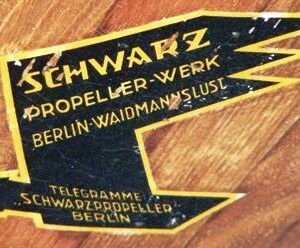 SCHWARZ
PROPELLER-WERK
BERLIN-WAIDMANNSLUST
TELEGRAMME
„SCHWARZPROPELLER"
BERLIN